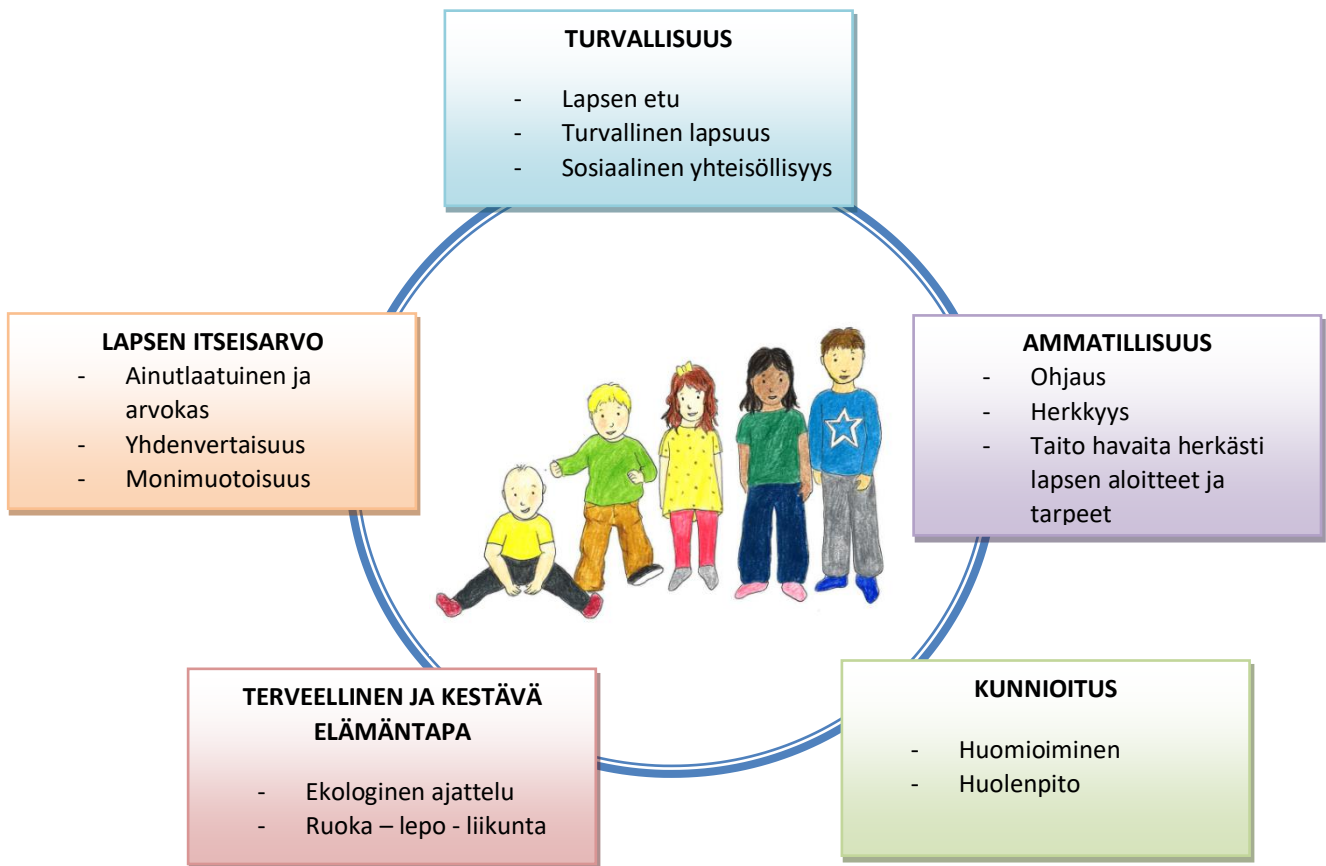 TURVALLISUUS
- Lapsen etu
- Turvallinen lapsuus
- Sosiaalinen yhteisöllisyys
LAPSEN ITSEISARVO
- Ainutlaatuinen ja
arvokas
- Yhdenvertaisuus
- Monimuotoisuus
AMMATILLISUUS
- Ohjaus
- Herkkyys
- Taito havaita herkästi
lapsen aloitteet ja
tarpeet
TERVEELLINEN JA KESTÄVÄ
ELÄMÄNTAPA
- Ekologinen ajattelu
- Ruoka – lepo - liikunta
KUNNIOITUS
- Huomioiminen
- Huolenpito